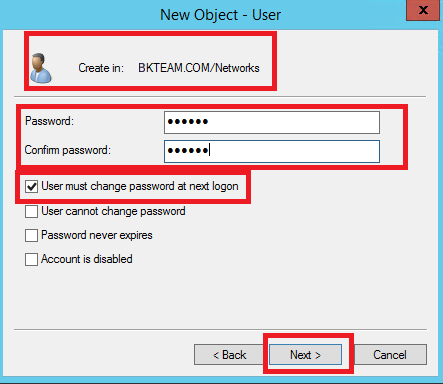 New Object - User
x
Create in: BKTEAM.COM/Networks
Password: ••••••
Confirm password: ••••••
User must change password at next logon
User cannot change password
Password never expires
Account is disabled
< Back Next > Cancel